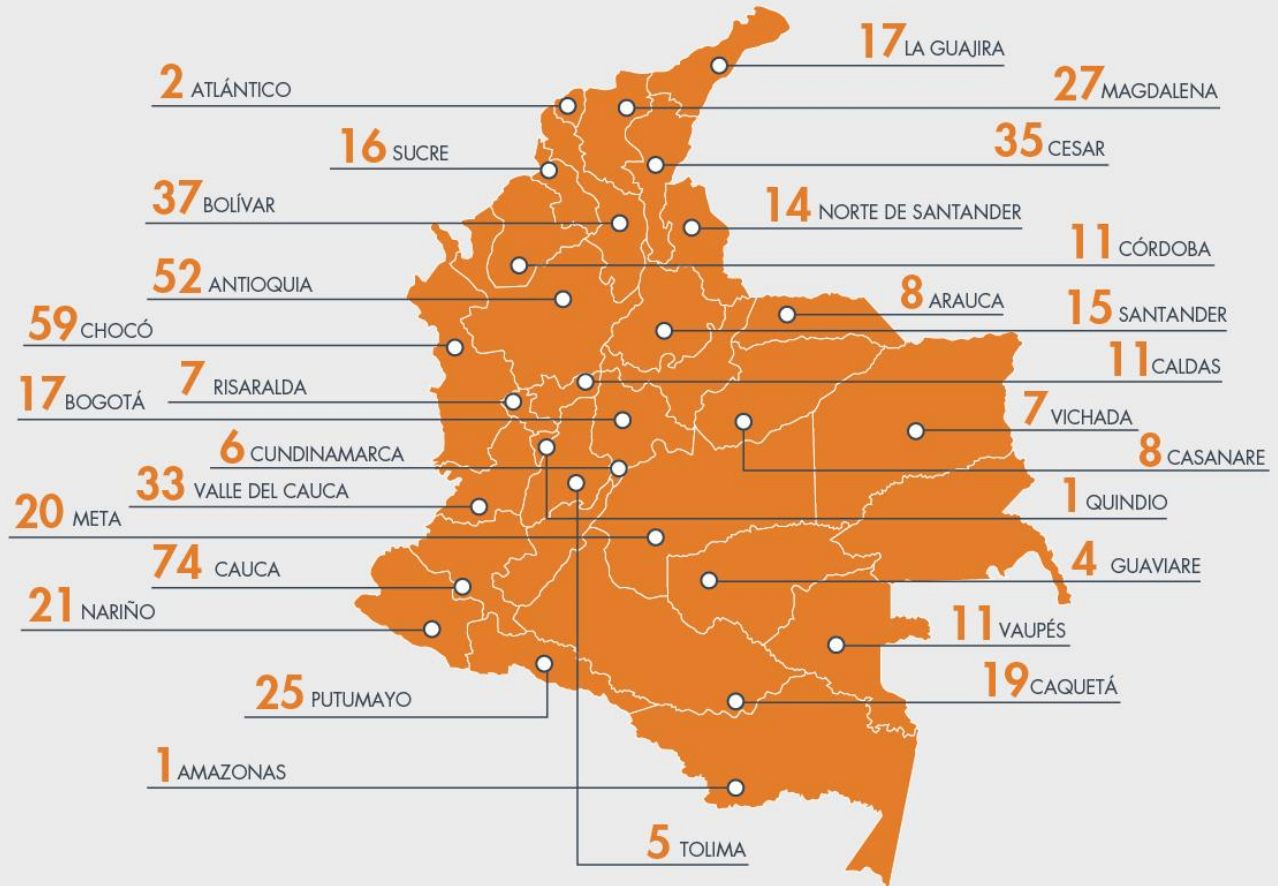 17 LA GUAJIRA
2 ATLÁNTICO
27 MAGDALENA
16 SUCRE
35 CESAR
37 BOLÍVAR
14 NORTE DE SANTANDER
11 CÓRDOBA
52 ANTIOQUIA
8 ARAUCA
59 CHOCÓ
15 SANTANDER
7 RISARALDA
11 CALDAS
17 BOGOTÁ
7 VICHADA
6 CUNDINAMARCA
8 CASANARE
33 VALLE DEL CAUCA
1 QUINDIO
20 META
74 CAUCA
4 GUAVIARE
21 NARIÑO
11 VAUPÉS
19 CAQUETÁ
25 PUTUMAYO
1 AMAZONAS
5 TOLIMA